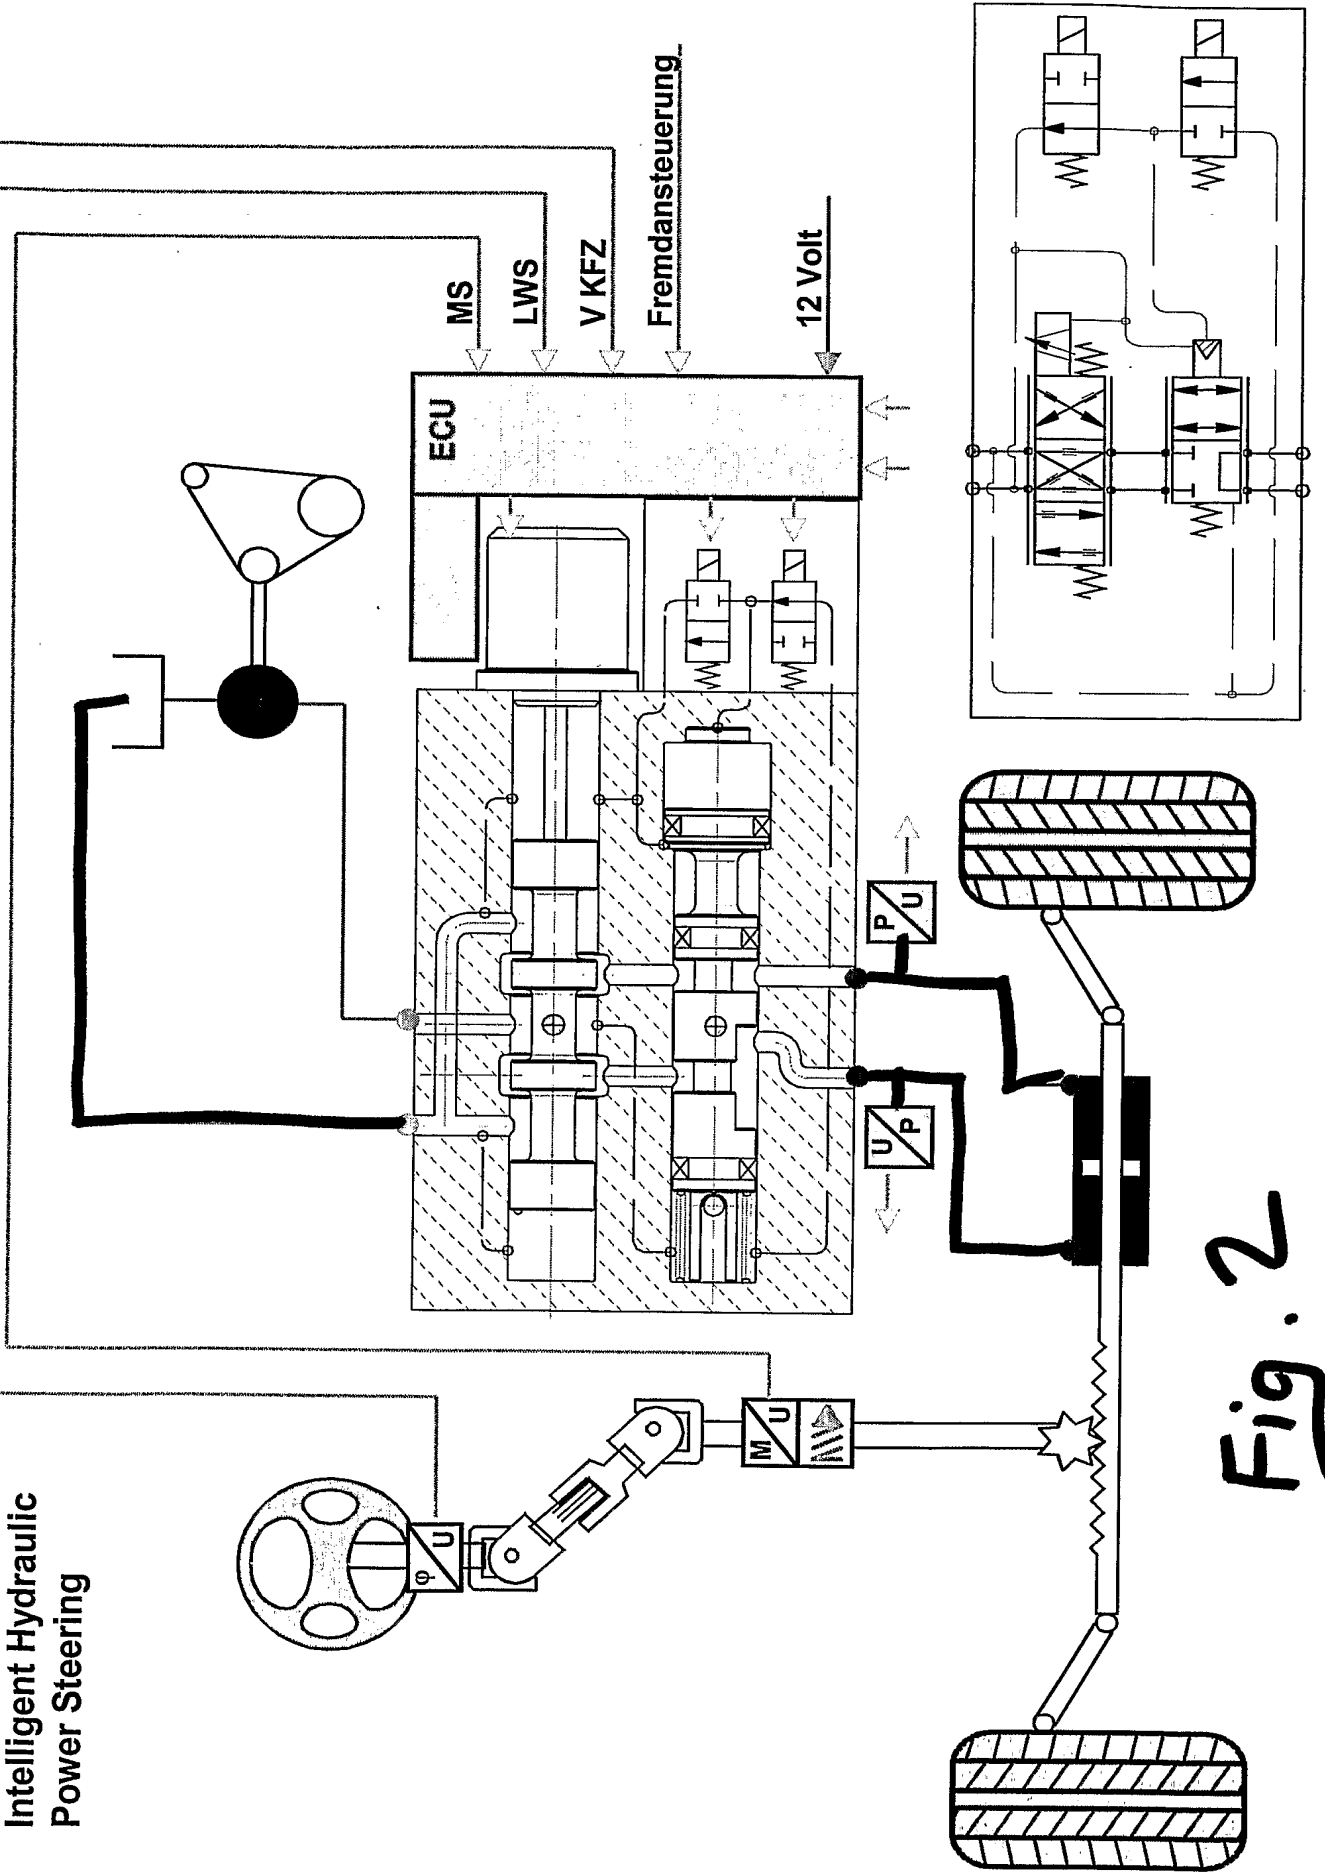 Intelligent Hydraulic
Power Steering
MS
LWS
V KFZ
Fremdansteuerung
12 Volt
ECU
φ
U
M
U
U
P
P
U
Fig. 2